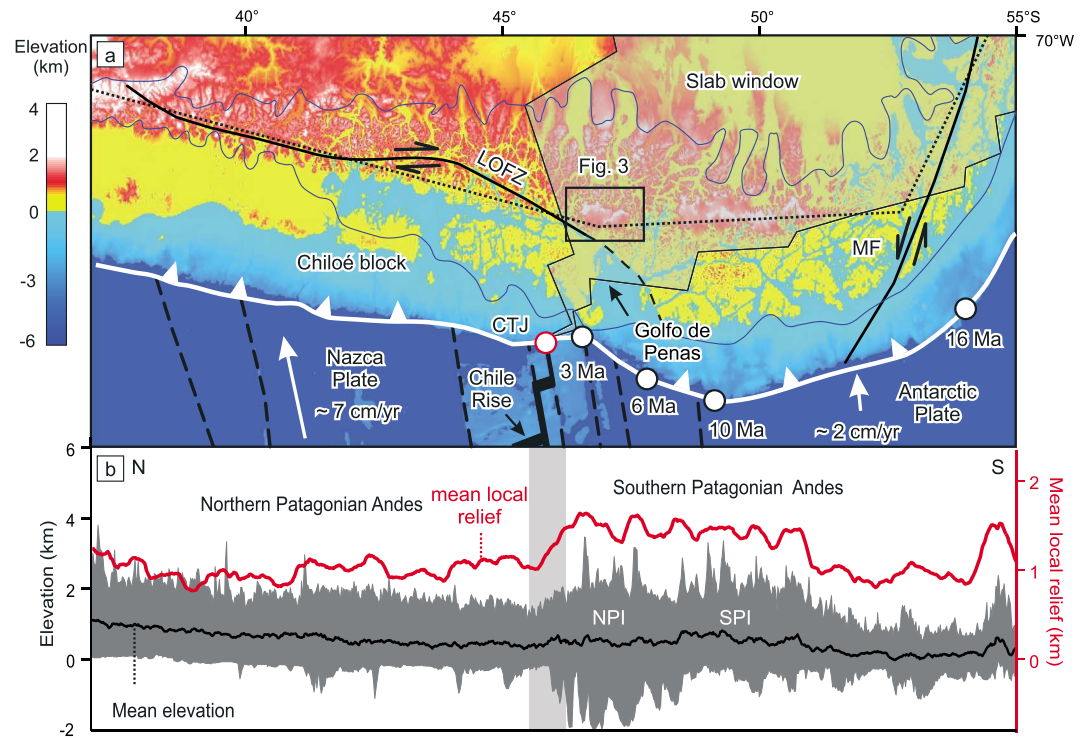 40°
45°
50°
55°S
70°W
Elevation
(km)
4
2
0
-3
-6
a
Slab window
Fig. 3
LOFZ
MF
Chiloé block
CTJ
Golfo de
Penas
3 Ma
6 Ma
10 Ma
16 Ma
Nazca
Plate
~ 7 cm/yr
Chile
Rise
Antarctic
Plate
~ 2 cm/yr
b
N
S
Northern Patagonian Andes
mean local
relief
Southern Patagonian Andes
NPI
SPI
Mean elevation
Elevation (km)
6
4
2
0
-2
2
1
0
Mean local relief (km)